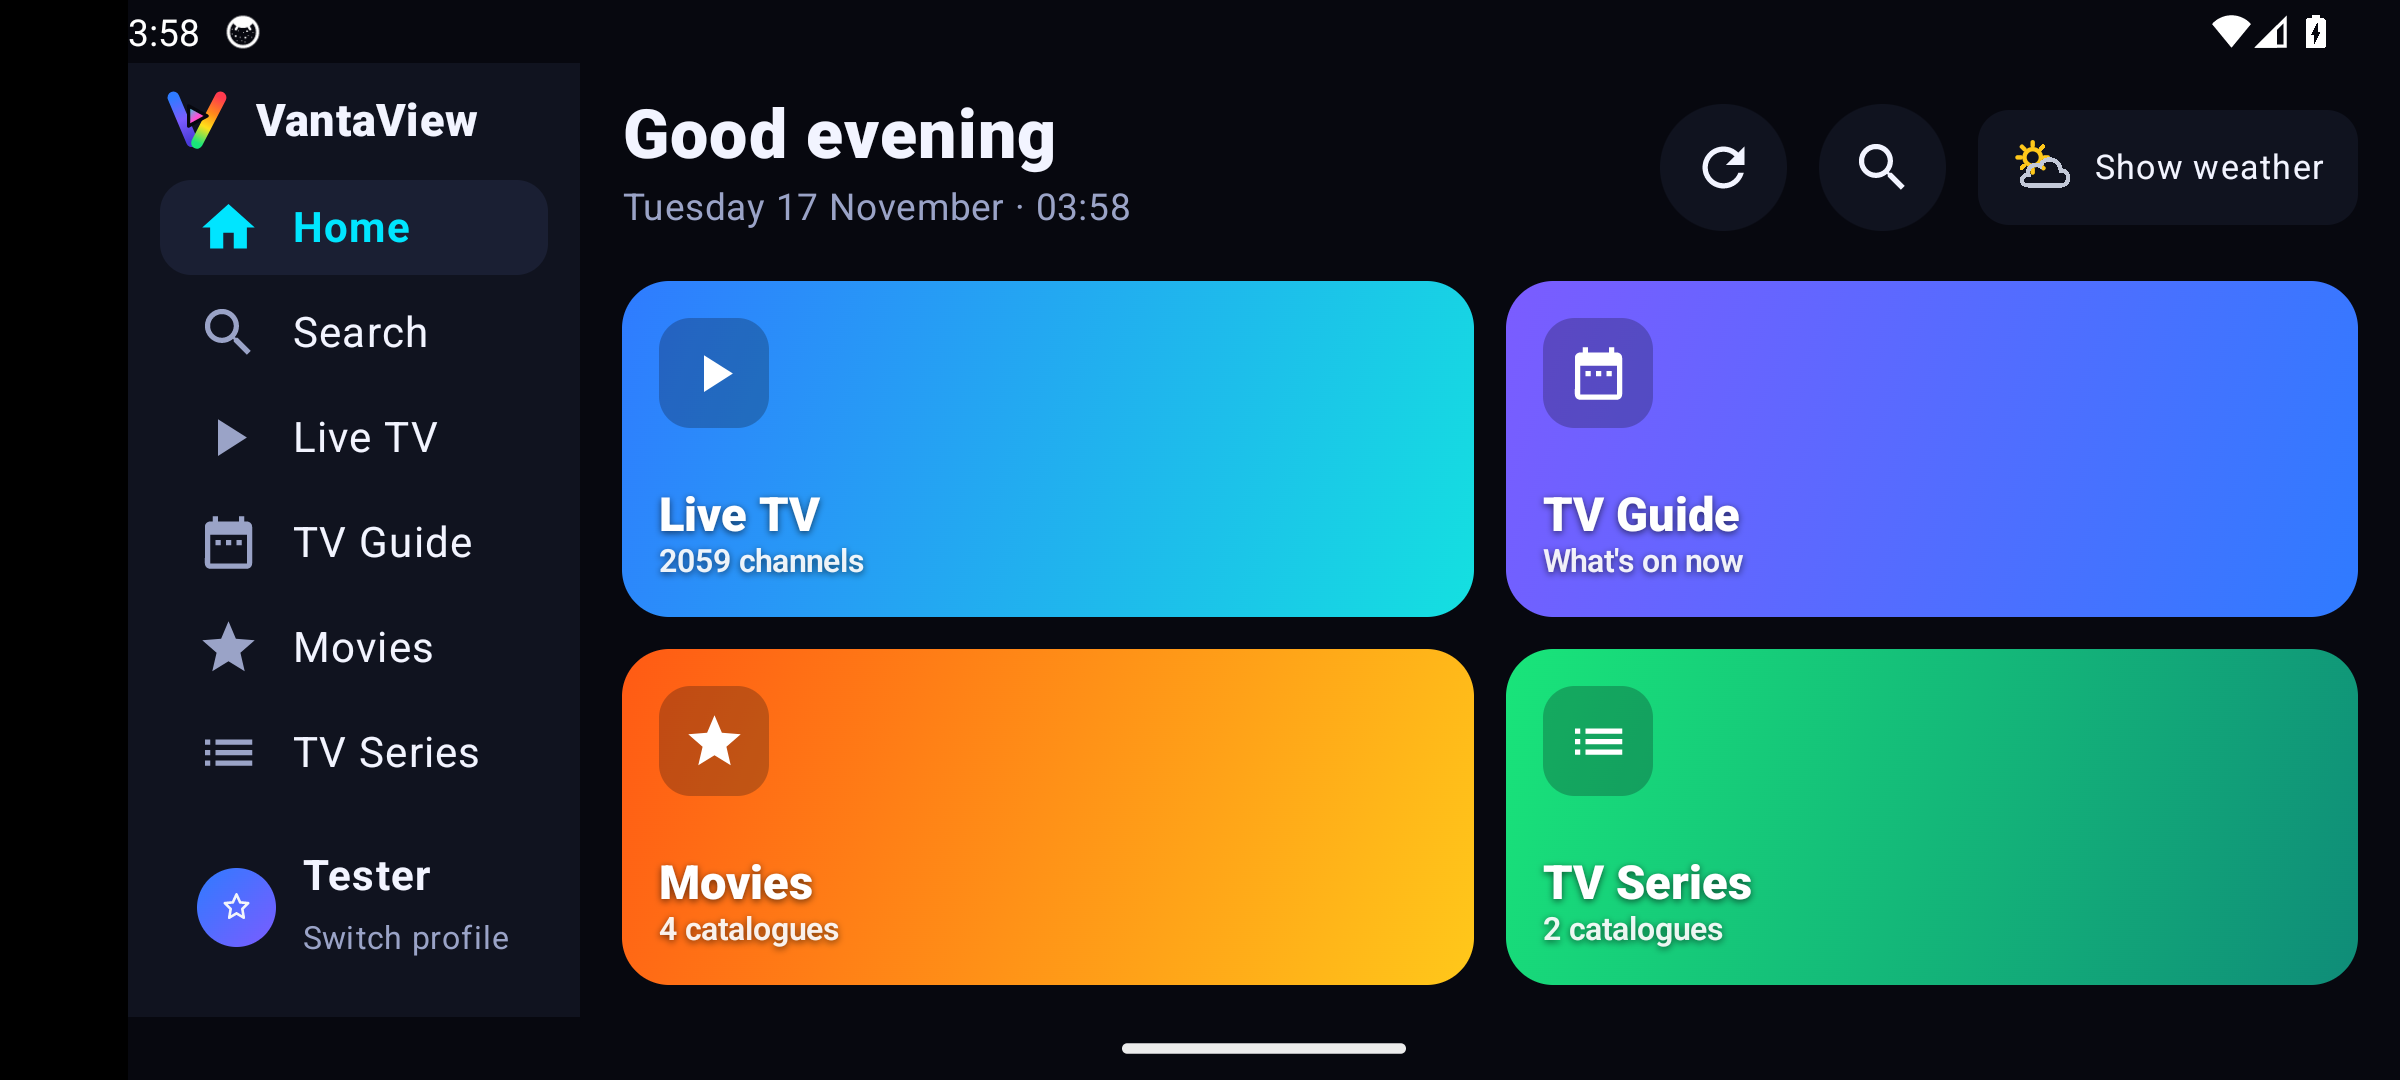 3:58
VantaView
Home
Search
Live TV
TV Guide
Movies
TV Series
Tester
Switch profile
Good evening
Tuesday 17 November · 03:58
Show weather
Live TV
2059 channels
TV Guide
What's on now
Movies
4 catalogues
TV Series
2 catalogues